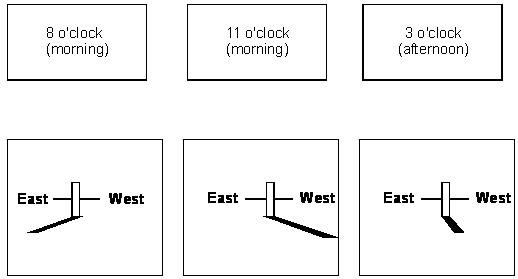 8 o'clock
(morning)
11 o'clock
(morning)
3 o'clock
(afternoon)
East West
East West
East West